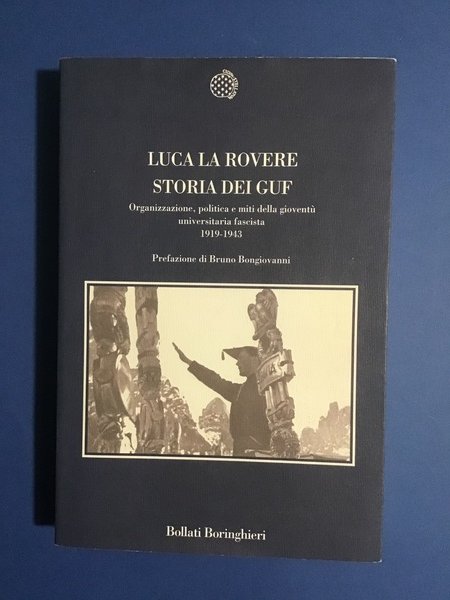 LUCA LA ROVERE
STORIA DEI GUF
Organizzazione, politica e miti della gioventù
universitaria fascista
1919-1943
Prefazione di Bruno Bongiovanni
Bollati Boringhieri